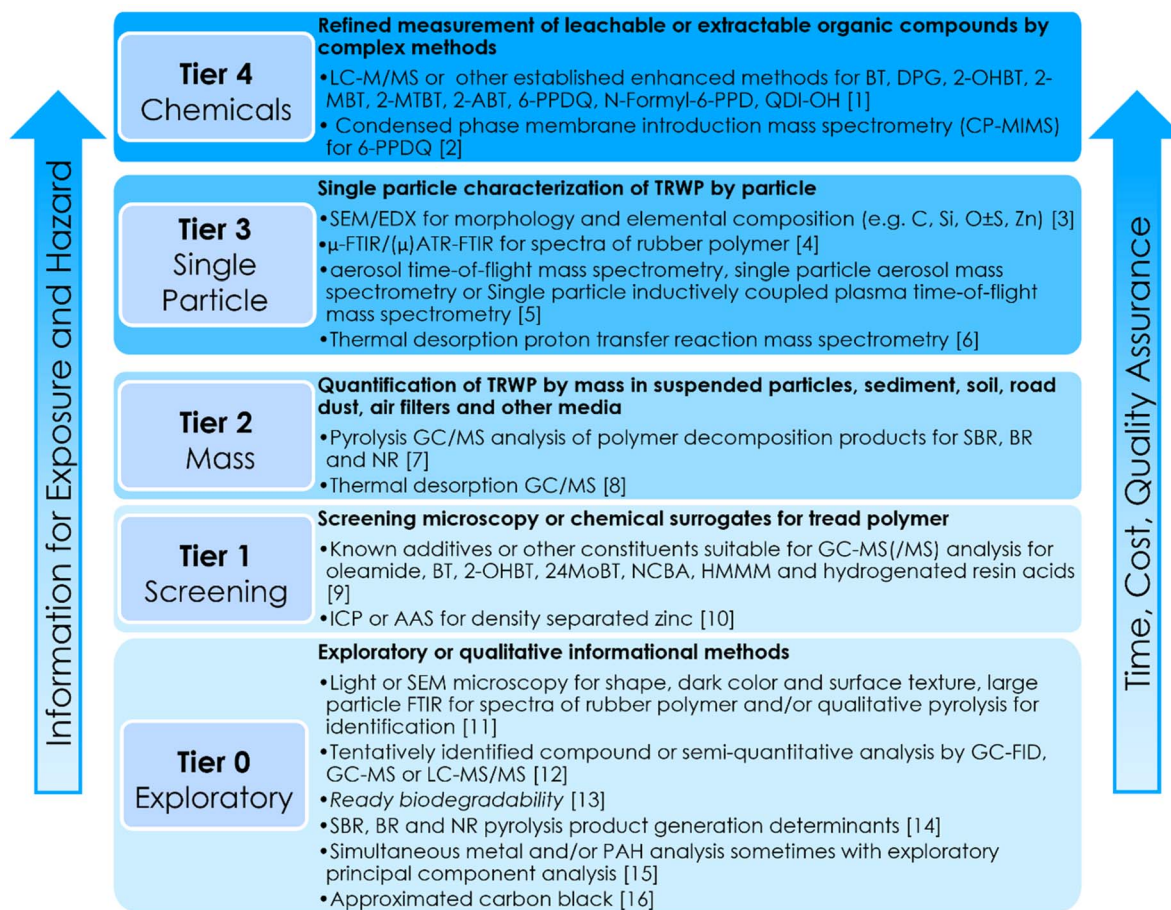 Information for Exposure and Hazard
Tier 4
Chemicals
Refined measurement of leachable or extractable organic compounds by
complex methods
•LC-M/MS or other established enhanced methods for BT, DPG, 2-OHBT, 2-
MBT, 2-MTBT, 2-ABT, 6-PPDQ, N-Formyl-6-PPD, QDI-OH [1]
• Condensed phase membrane introduction mass spectrometry (CP-MIMS)
for 6-PPDQ [2]
Tier 3
Single
Particle
Single particle characterization of TRWP by particle
•SEM/EDX for morphology and elemental composition (e.g. C, Si, O±S, Zn) [3]
•µ-FTIR/(µ)ATR-FTIR for spectra of rubber polymer [4]
•aerosol time-of-flight mass spectrometry, single particle aerosol mass
spectrometry or Single particle inductively coupled plasma time-of-flight
mass spectrometry [5]
•Thermal desorption proton transfer reaction mass spectrometry [6]
Tier 2
Mass
Quantification of TRWP by mass in suspended particles, sediment, soil, road
dust, air filters and other media
•Pyrolysis GC/MS analysis of polymer decomposition products for SBR, BR
and NR [7]
•Thermal desorption GC/MS [8]
Tier 1
Screening
Screening microscopy or chemical surrogates for tread polymer
•Known additives or other constituents suitable for GC-MS(/MS) analysis for
oleamide, BT, 2-OHBT, 24MoBT, NCBA, HMMM and hydrogenated resin acids
[9]
•ICP or AAS for density separated zinc [10]
Tier 0
Exploratory
Exploratory or qualitative informational methods
•Light or SEM microscopy for shape, dark color and surface texture, large
particle FTIR for spectra of rubber polymer and/or qualitative pyrolysis for
identification [11]
•Tentatively identified compound or semi-quantitative analysis by GC-FID,
GC-MS or LC-MS/MS [12]
•Ready biodegradability [13]
•SBR, BR and NR pyrolysis product generation determinants [14]
•Simultaneous metal and/or PAH analysis sometimes with exploratory
principal component analysis [15]
•Approximated carbon black [16]
Time, Cost, Quality Assurance